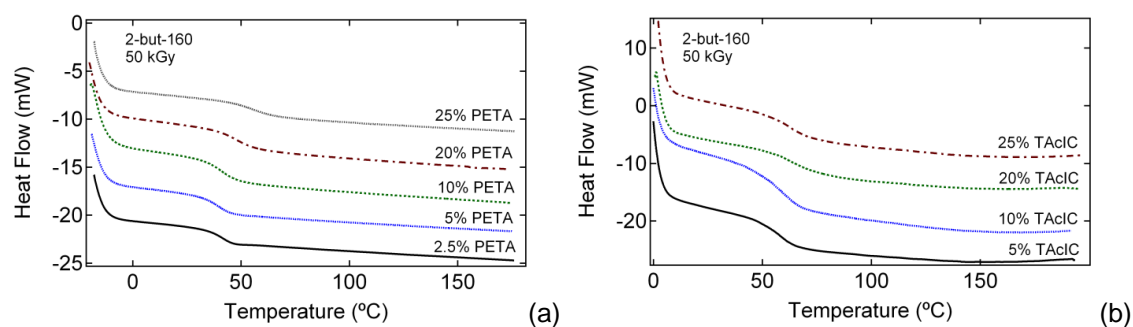 0
-5
-10
-15
-20
-25
Heat Flow (mW)
2-but-160
50 kGy
25% PETA
20% PETA
10% PETA
5% PETA
2.5% PETA
0 50 100 150
Temperature (ºC)
(a)
10
0
-10
-20
Heat Flow (mW)
2-but-160
50 kGy
25% TAcIC
20% TAcIC
10% TAcIC
5% TAcIC
0 50 100 150
Temperature (ºC)
(b)